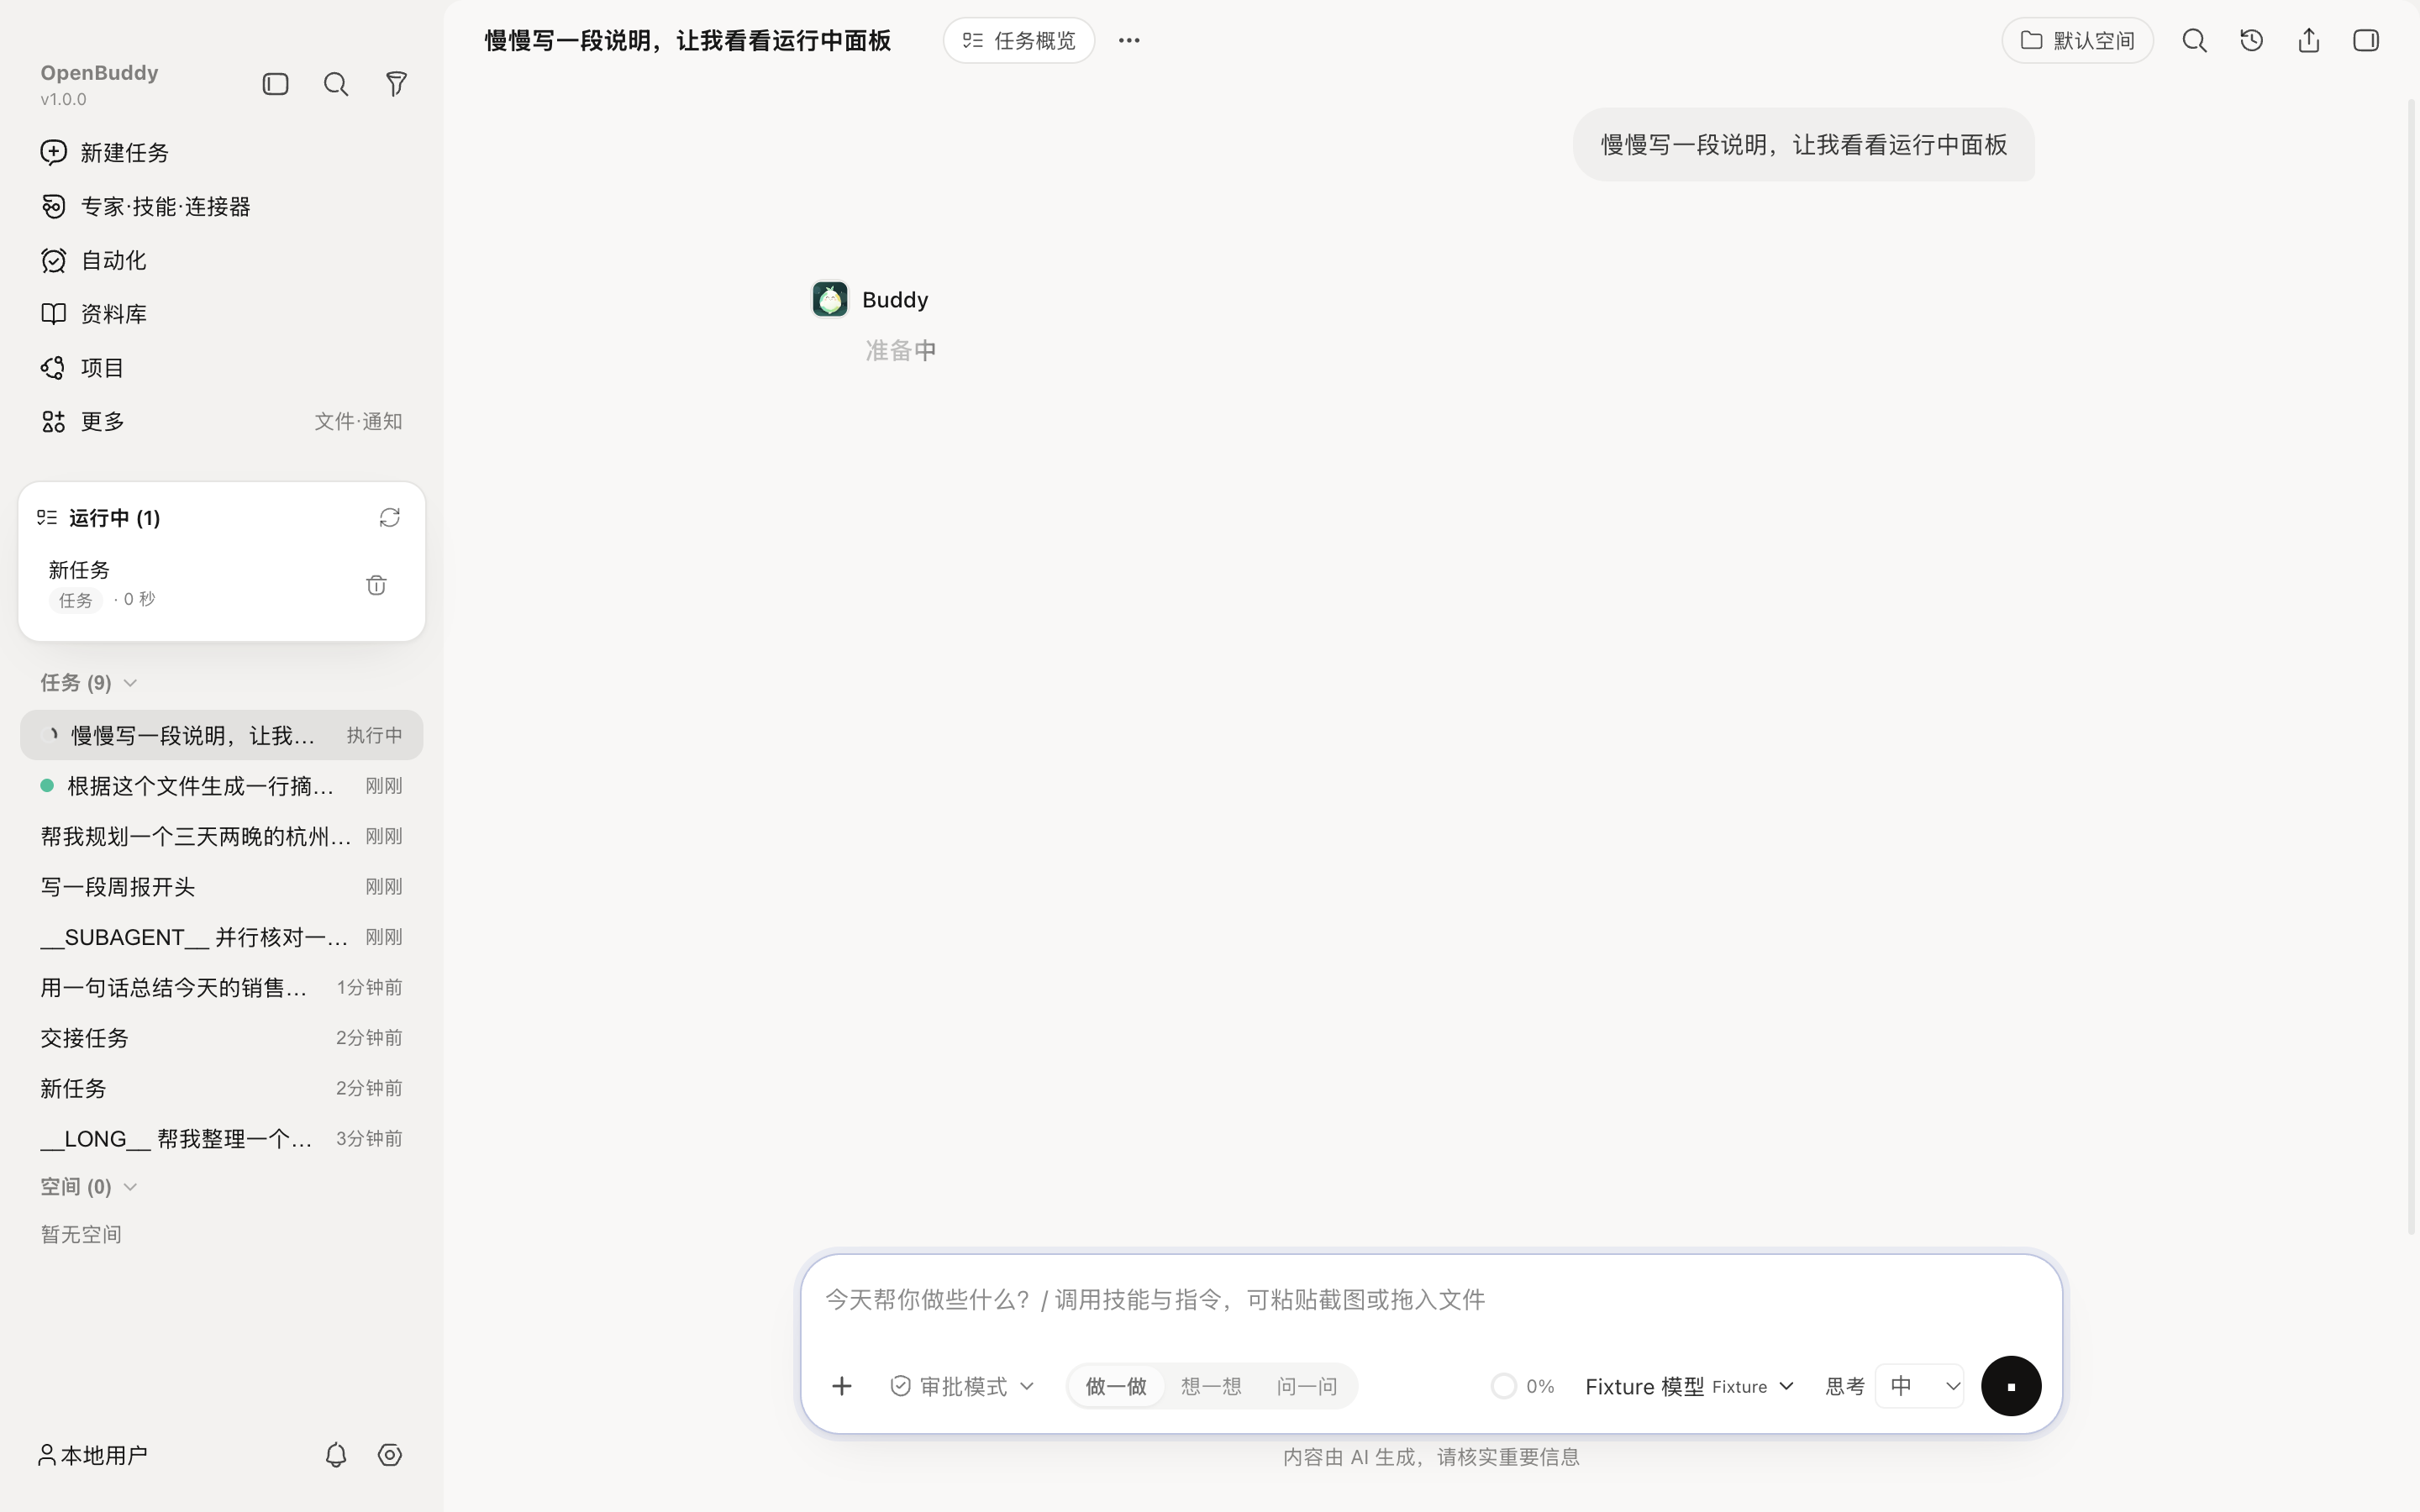 OpenBuddy
v1.0.0
新建任务
专家·技能·连接器
自动化
资料库
项目
更多 文件·通知
运行中 (1)
新任务
任务 · 0 秒
任务 (9)
慢慢写一段说明，让我… 执行中
根据这个文件生成一行摘… 刚刚
帮我规划一个三天两晚的杭州… 刚刚
写一段周报开头 刚刚
__SUBAGENT__ 并行核对一… 刚刚
用一句话总结今天的销售… 1分钟前
交接任务 2分钟前
新任务 2分钟前
__LONG__ 帮我整理一个… 3分钟前
空间 (0)
暂无空间
本地用户
慢慢写一段说明，让我看看运行中面板 任务概览 默认空间
慢慢写一段说明，让我看看运行中面板
Buddy
准备中
今天帮你做些什么？/ 调用技能与指令，可粘贴截图或拖入文件
审批模式 做一做 想一想 问一问 0% Fixture 模型 Fixture 思考 中
内容由 AI 生成，请核实重要信息